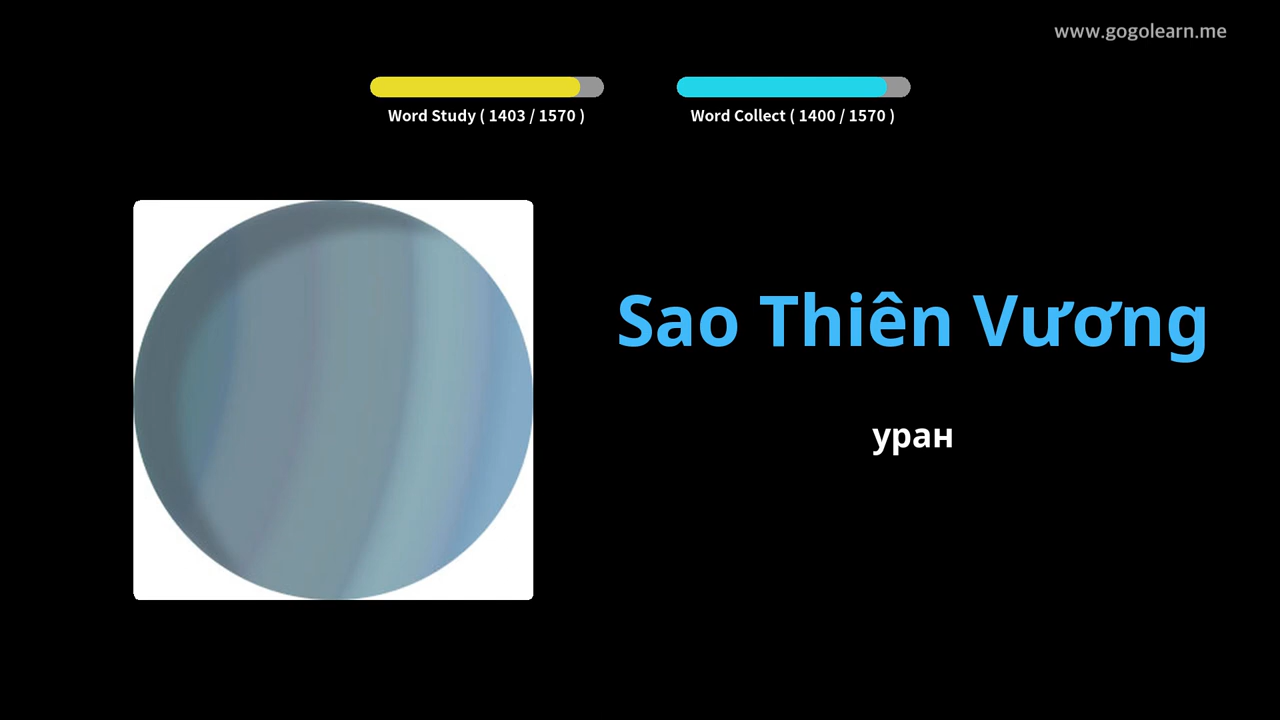 www.gogolearn.me
Word Study ( 1403 / 1570 )
Word Collect ( 1400 / 1570 )
Sao Thiên Vương
уран